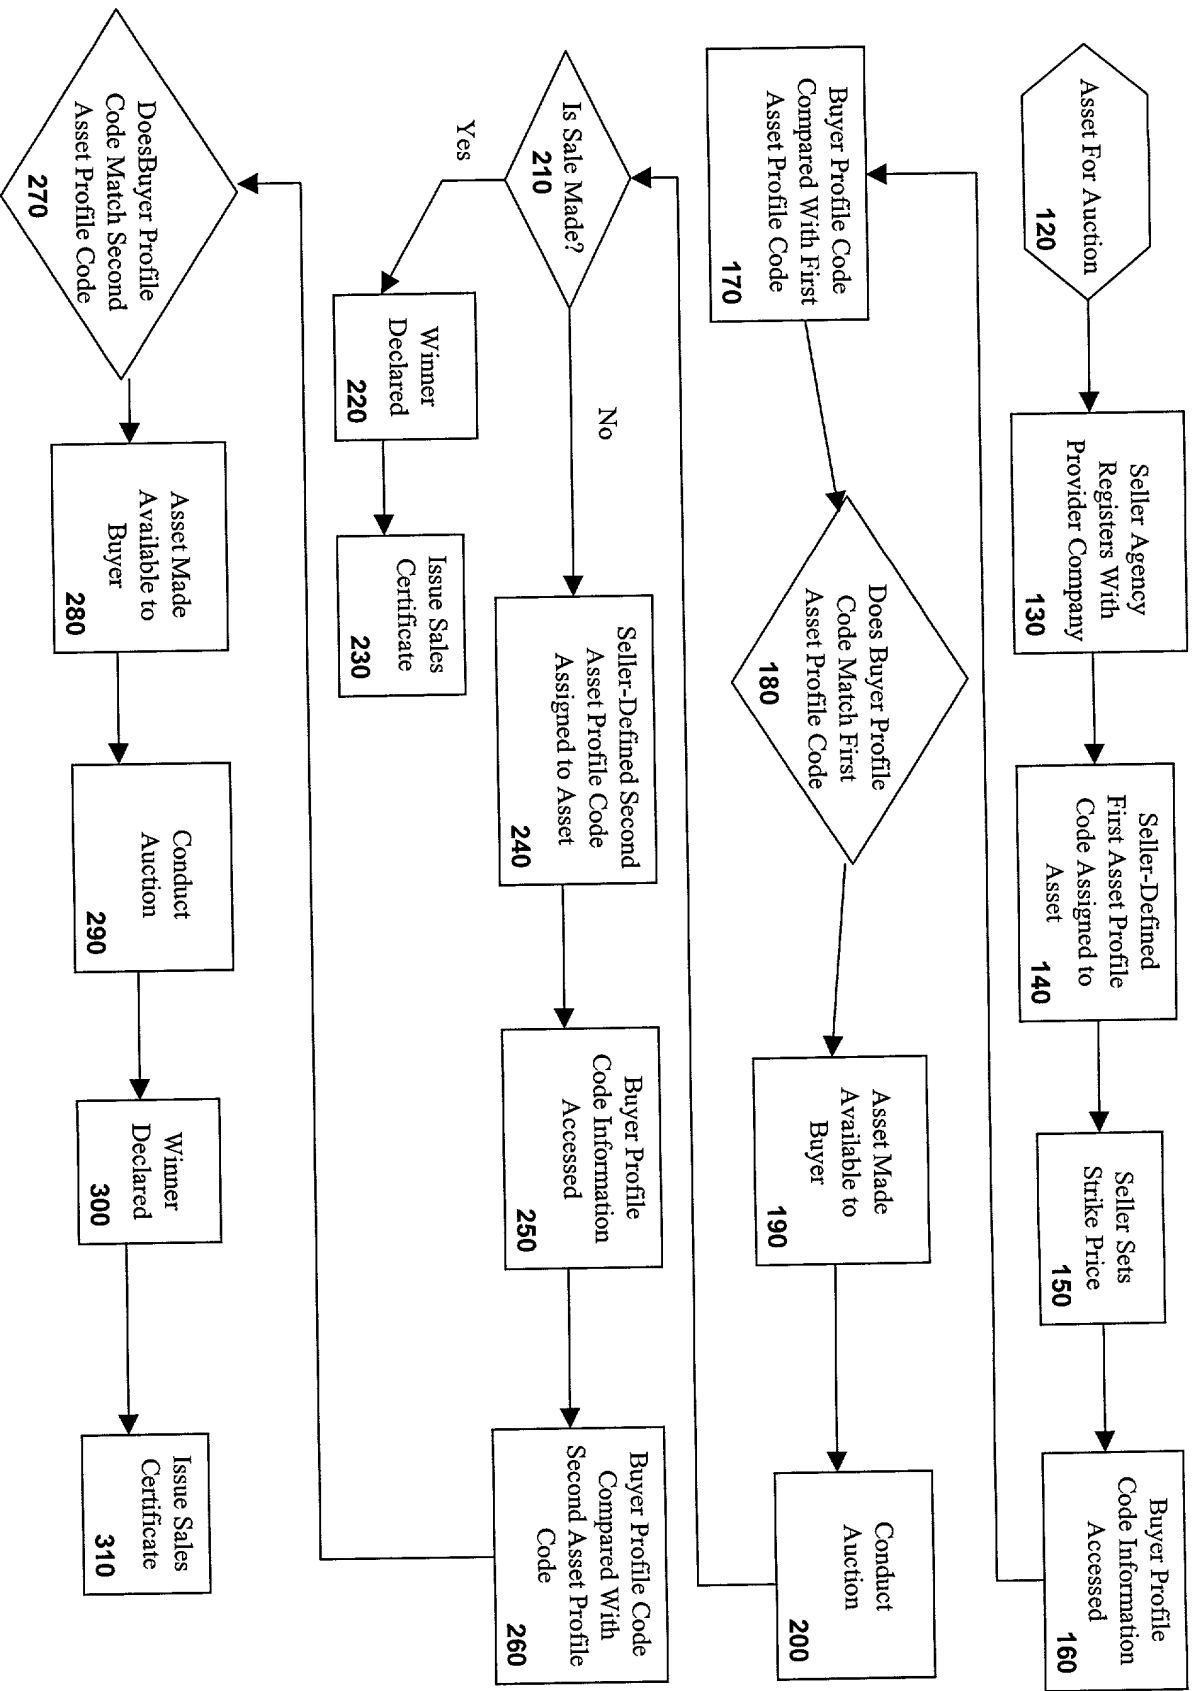 Asset For Auction
120
Seller Agency
Registers With
Provider Company
130
Seller-Defined
First Asset Profile
Code Assigned to
Asset
140
Seller Sets
Strike Price
150
Buyer Profile
Code Information
Accessed
160
Buyer Profile Code
Compared With First
Asset Profile Code
170
Does Buyer Profile
Code Match First
Asset Profile Code
180
Asset Made
Available to
Buyer
190
Conduct
Auction
200
Is Sale Made?
210
Yes
No
Winner
Declared
220
Issue Sales
Certificate
230
Seller-Defined Second
Asset Profile Code
Assigned to Asset
240
Buyer Profile
Code Information
Accessed
250
Buyer Profile Code
Compared With
Second Asset Profile
Code
260
DoesBuyer Profile
Code Match Second
Asset Profile Code
270
Asset Made
Available to
Buyer
280
Conduct
Auction
290
Winner
Declared
300
Issue Sales
Certificate
310